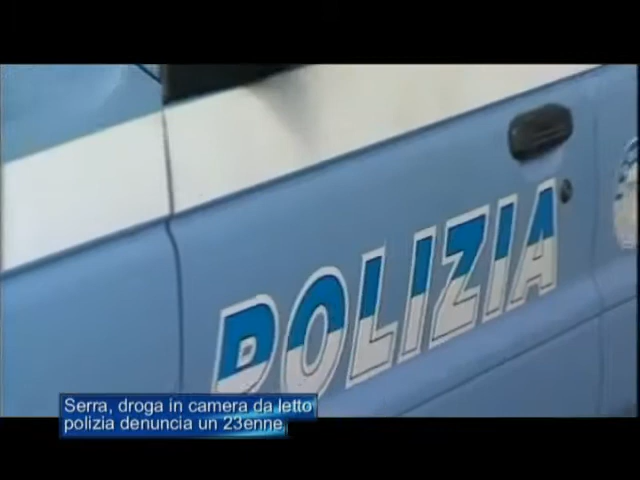 POLIZIA
Serra, droga in camera da letto
polizia denuncia un 23enne